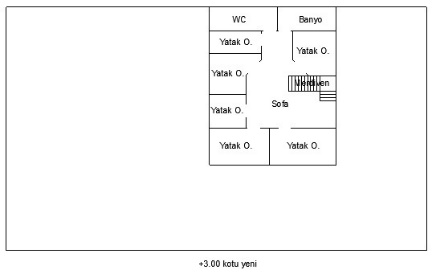 WC
Banyo
Yatak O.
Yatak O.
Yatak O.
Merdiven
Sofa
Yatak O.
Yatak O.
Yatak O.
+3.00 kotu yeni